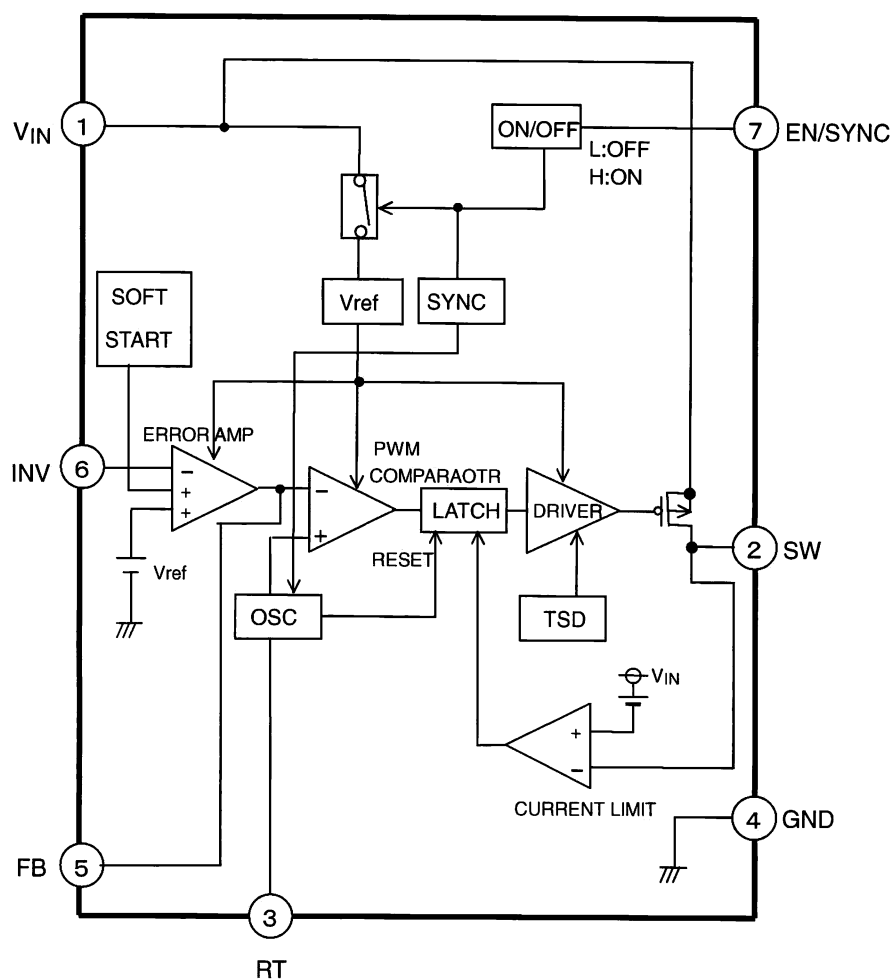 VIN
1
ON/OFF
L:OFF
H:ON
7
EN/SYNC
SOFT
START
Vref
SYNC
ERROR AMP
PWM
COMPARAOTR
INV
6
−
+
+
−
+
LATCH
DRIVER
Vref
RESET
2
SW
OSC
TSD
VIN
+
−
CURRENT LIMIT
4
GND
FB
5
3
RT